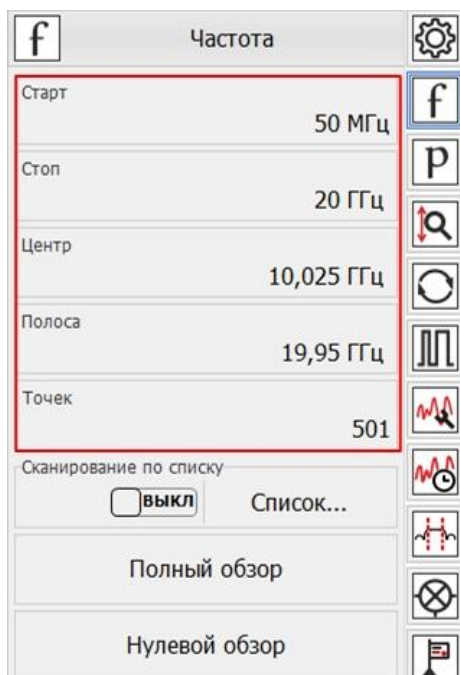 f Частота
f
Старт
50 МГц
p
Стоп
20 ГГц
Центр
10,025 ГГц
Полоса
19,95 ГГц
Точек
501
Сканирование по списку
выкл Список...
Полный обзор
Нулевой обзор